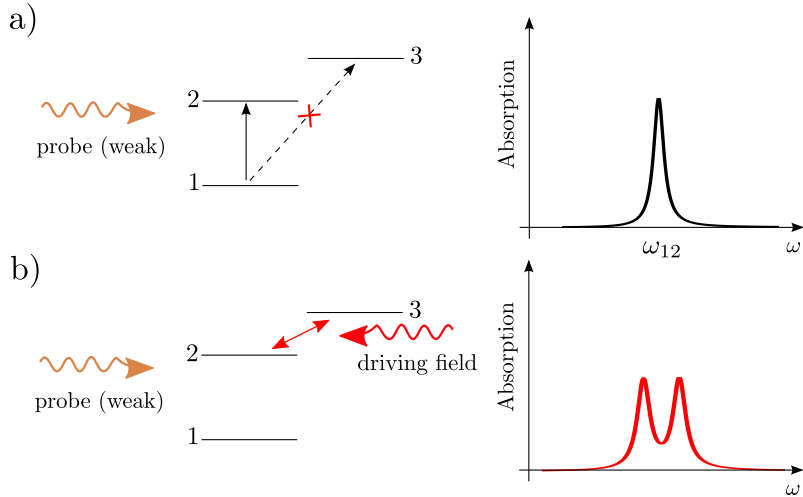 a)
3
2
probe (weak)
1
Absorption
ω₁₂
ω
b)
3
2
driving field
probe (weak)
1
Absorption
ω